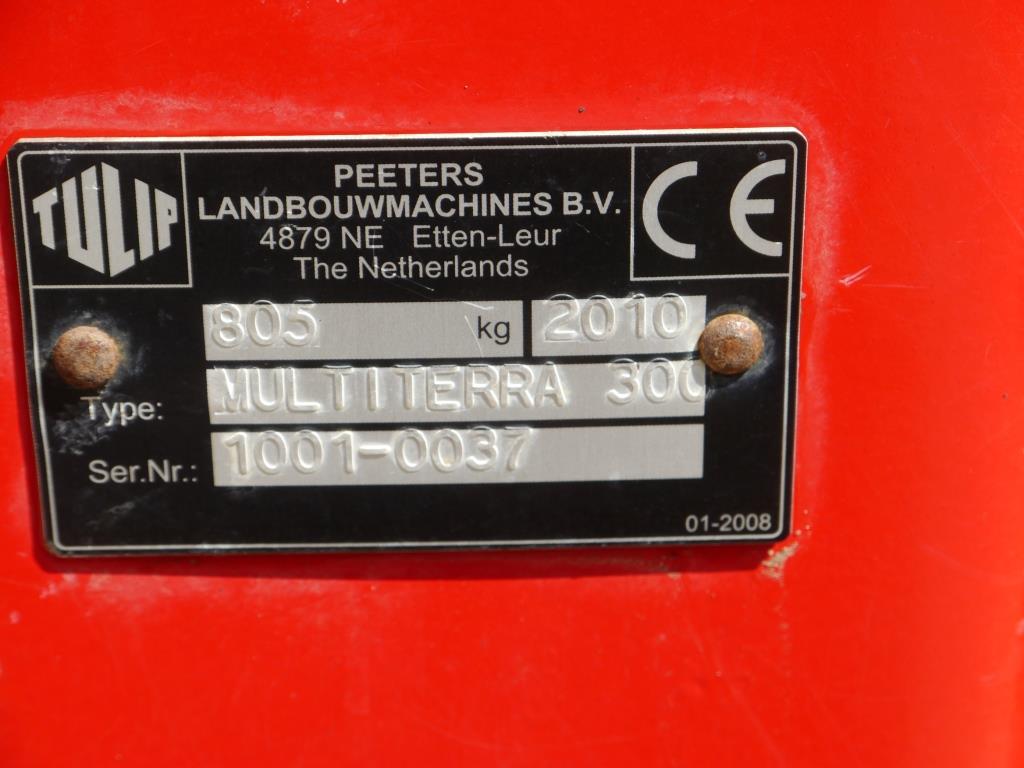 TULIP
PEETERS
LANDBOUWMACHINES B.V.
4879 NE Etten-Leur
The Netherlands
CE
805 kg 2010
Type: MULTITERRA 300
Ser.Nr.: 1001-0037
01-2008